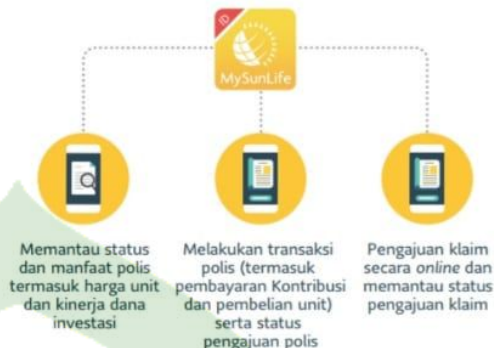 ID
MySunLife
Memantau status
dan manfaat polis
termasuk harga unit
dan kinerja dana
investasi
Melakukan transaksi
polis (termasuk
pembayaran Kontribusi
dan pembelian unit)
serta status
pengajuan polis
Pengajuan klaim
secara online dan
memantau status
pengajuan klaim